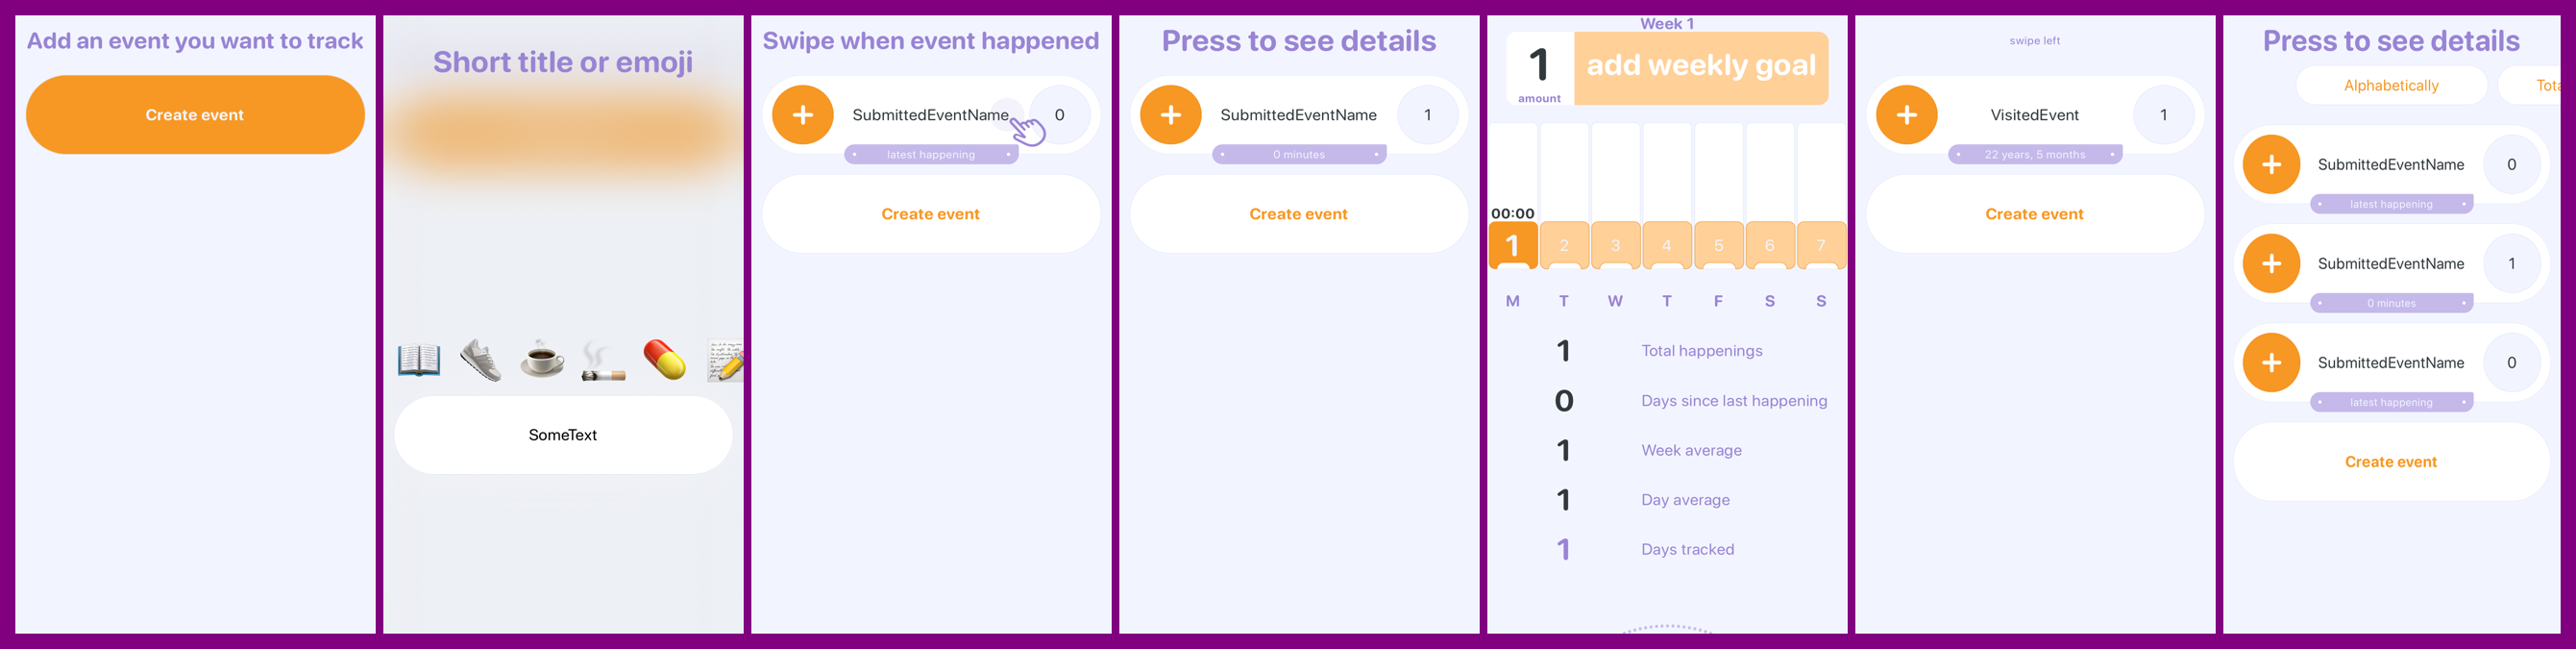 Add an event you want to track
Create event
Short title or emoji
SomeText
Swipe when event happened
SubmittedEventName
0
latest happening
Create event
Press to see details
SubmittedEventName
1
0 minutes
Create event
Week 1
1
add weekly goal
amount
00:00
1 2 3 4 5 6 7
M T W T F S S
1 Total happenings
0 Days since last happening
1 Week average
1 Day average
1 Days tracked
swipe left
VisitedEvent
1
22 years, 5 months
Create event
Press to see details
Alphabetically
Tota
SubmittedEventName
0
latest happening
SubmittedEventName
1
0 minutes
SubmittedEventName
0
latest happening
Create event